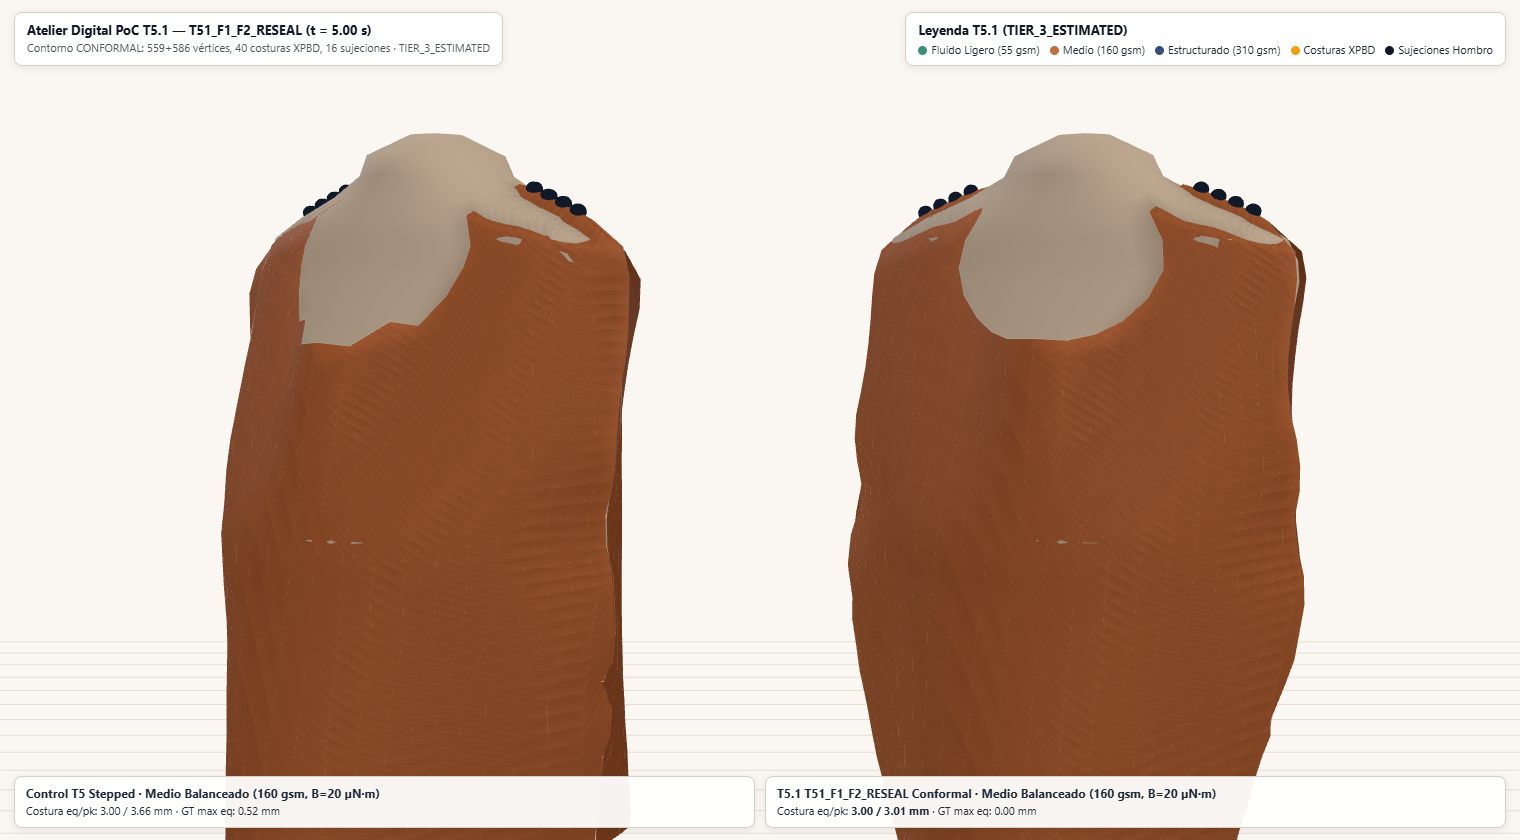 Atelier Digital PoC T5.1 — T51_F1_F2_RESEAL (t = 5.00 s)
Contorno CONFORMAL: 559+586 vértices, 40 costuras XPBD, 16 sujeciones · TIER_3_ESTIMATED
Leyenda T5.1 (TIER_3_ESTIMATED)
Fluido Ligero (55 gsm) Medio (160 gsm) Estructurado (310 gsm) Costuras XPBD Sujeciones Hombro
Control T5 Stepped · Medio Balanceado (160 gsm, B=20 µN·m)
Costura eq/pk: 3.00 / 3.66 mm · GT max eq: 0.52 mm
T5.1 T51_F1_F2_RESEAL Conformal · Medio Balanceado (160 gsm, B=20 µN·m)
Costura eq/pk: 3.00 / 3.01 mm · GT max eq: 0.00 mm